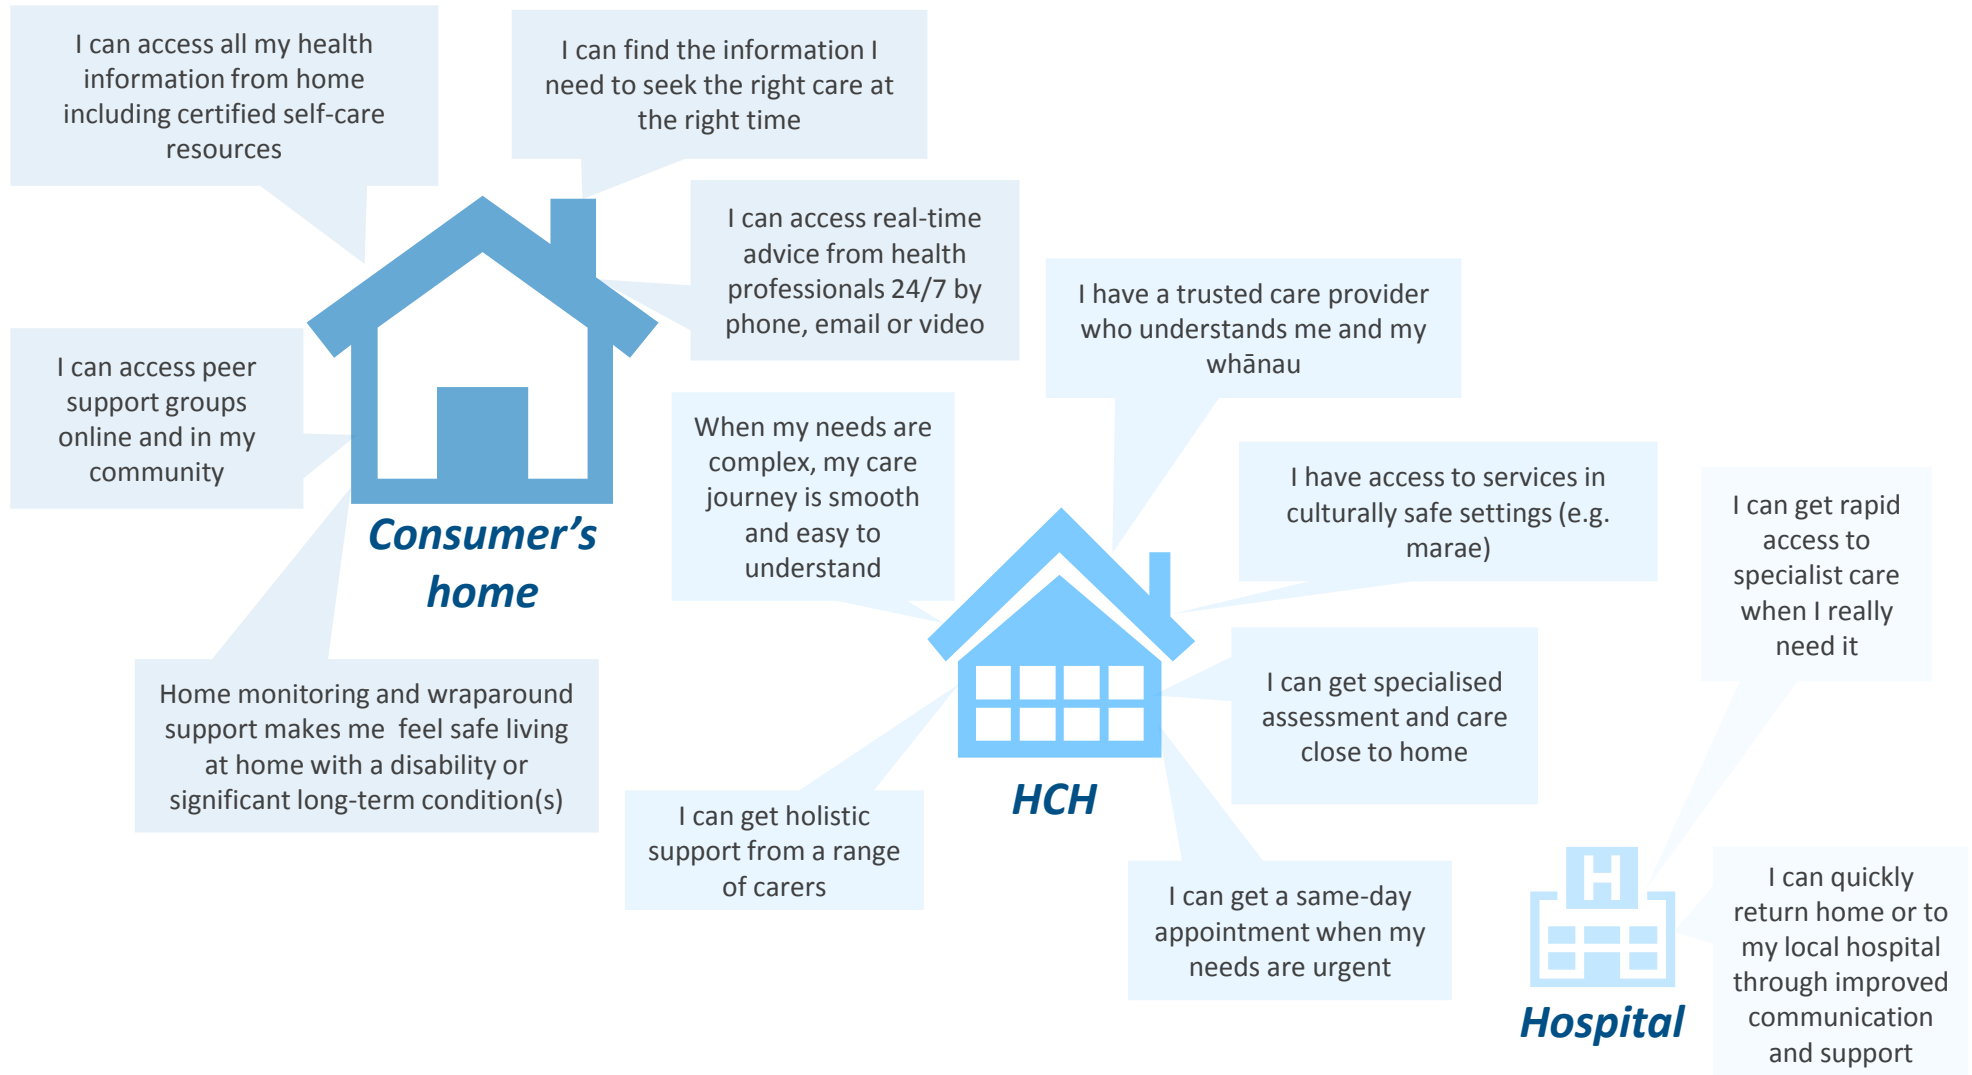 I can access all my health
information from home
including certified self-care
resources
I can find the information I
need to seek the right care at
the right time
I can access real-time
advice from health
professionals 24/7 by
phone, email or video
I can access peer
support groups
online and in my
community
Consumer's
home
Home monitoring and wraparound
support makes me  feel safe living
at home with a disability or
significant long-term condition(s)
I have a trusted care provider
who understands me and my
whānau
When my needs are
complex, my care
journey is smooth
and easy to
understand
I have access to services in
culturally safe settings (e.g.
marae)
I can get specialised
assessment and care
close to home
HCH
I can get holistic
support from a range
of carers
I can get a same-day
appointment when my
needs are urgent
I can get rapid
access to
specialist care
when I really
need it
H
Hospital
I can quickly
return home or to
my local hospital
through improved
communication
and support